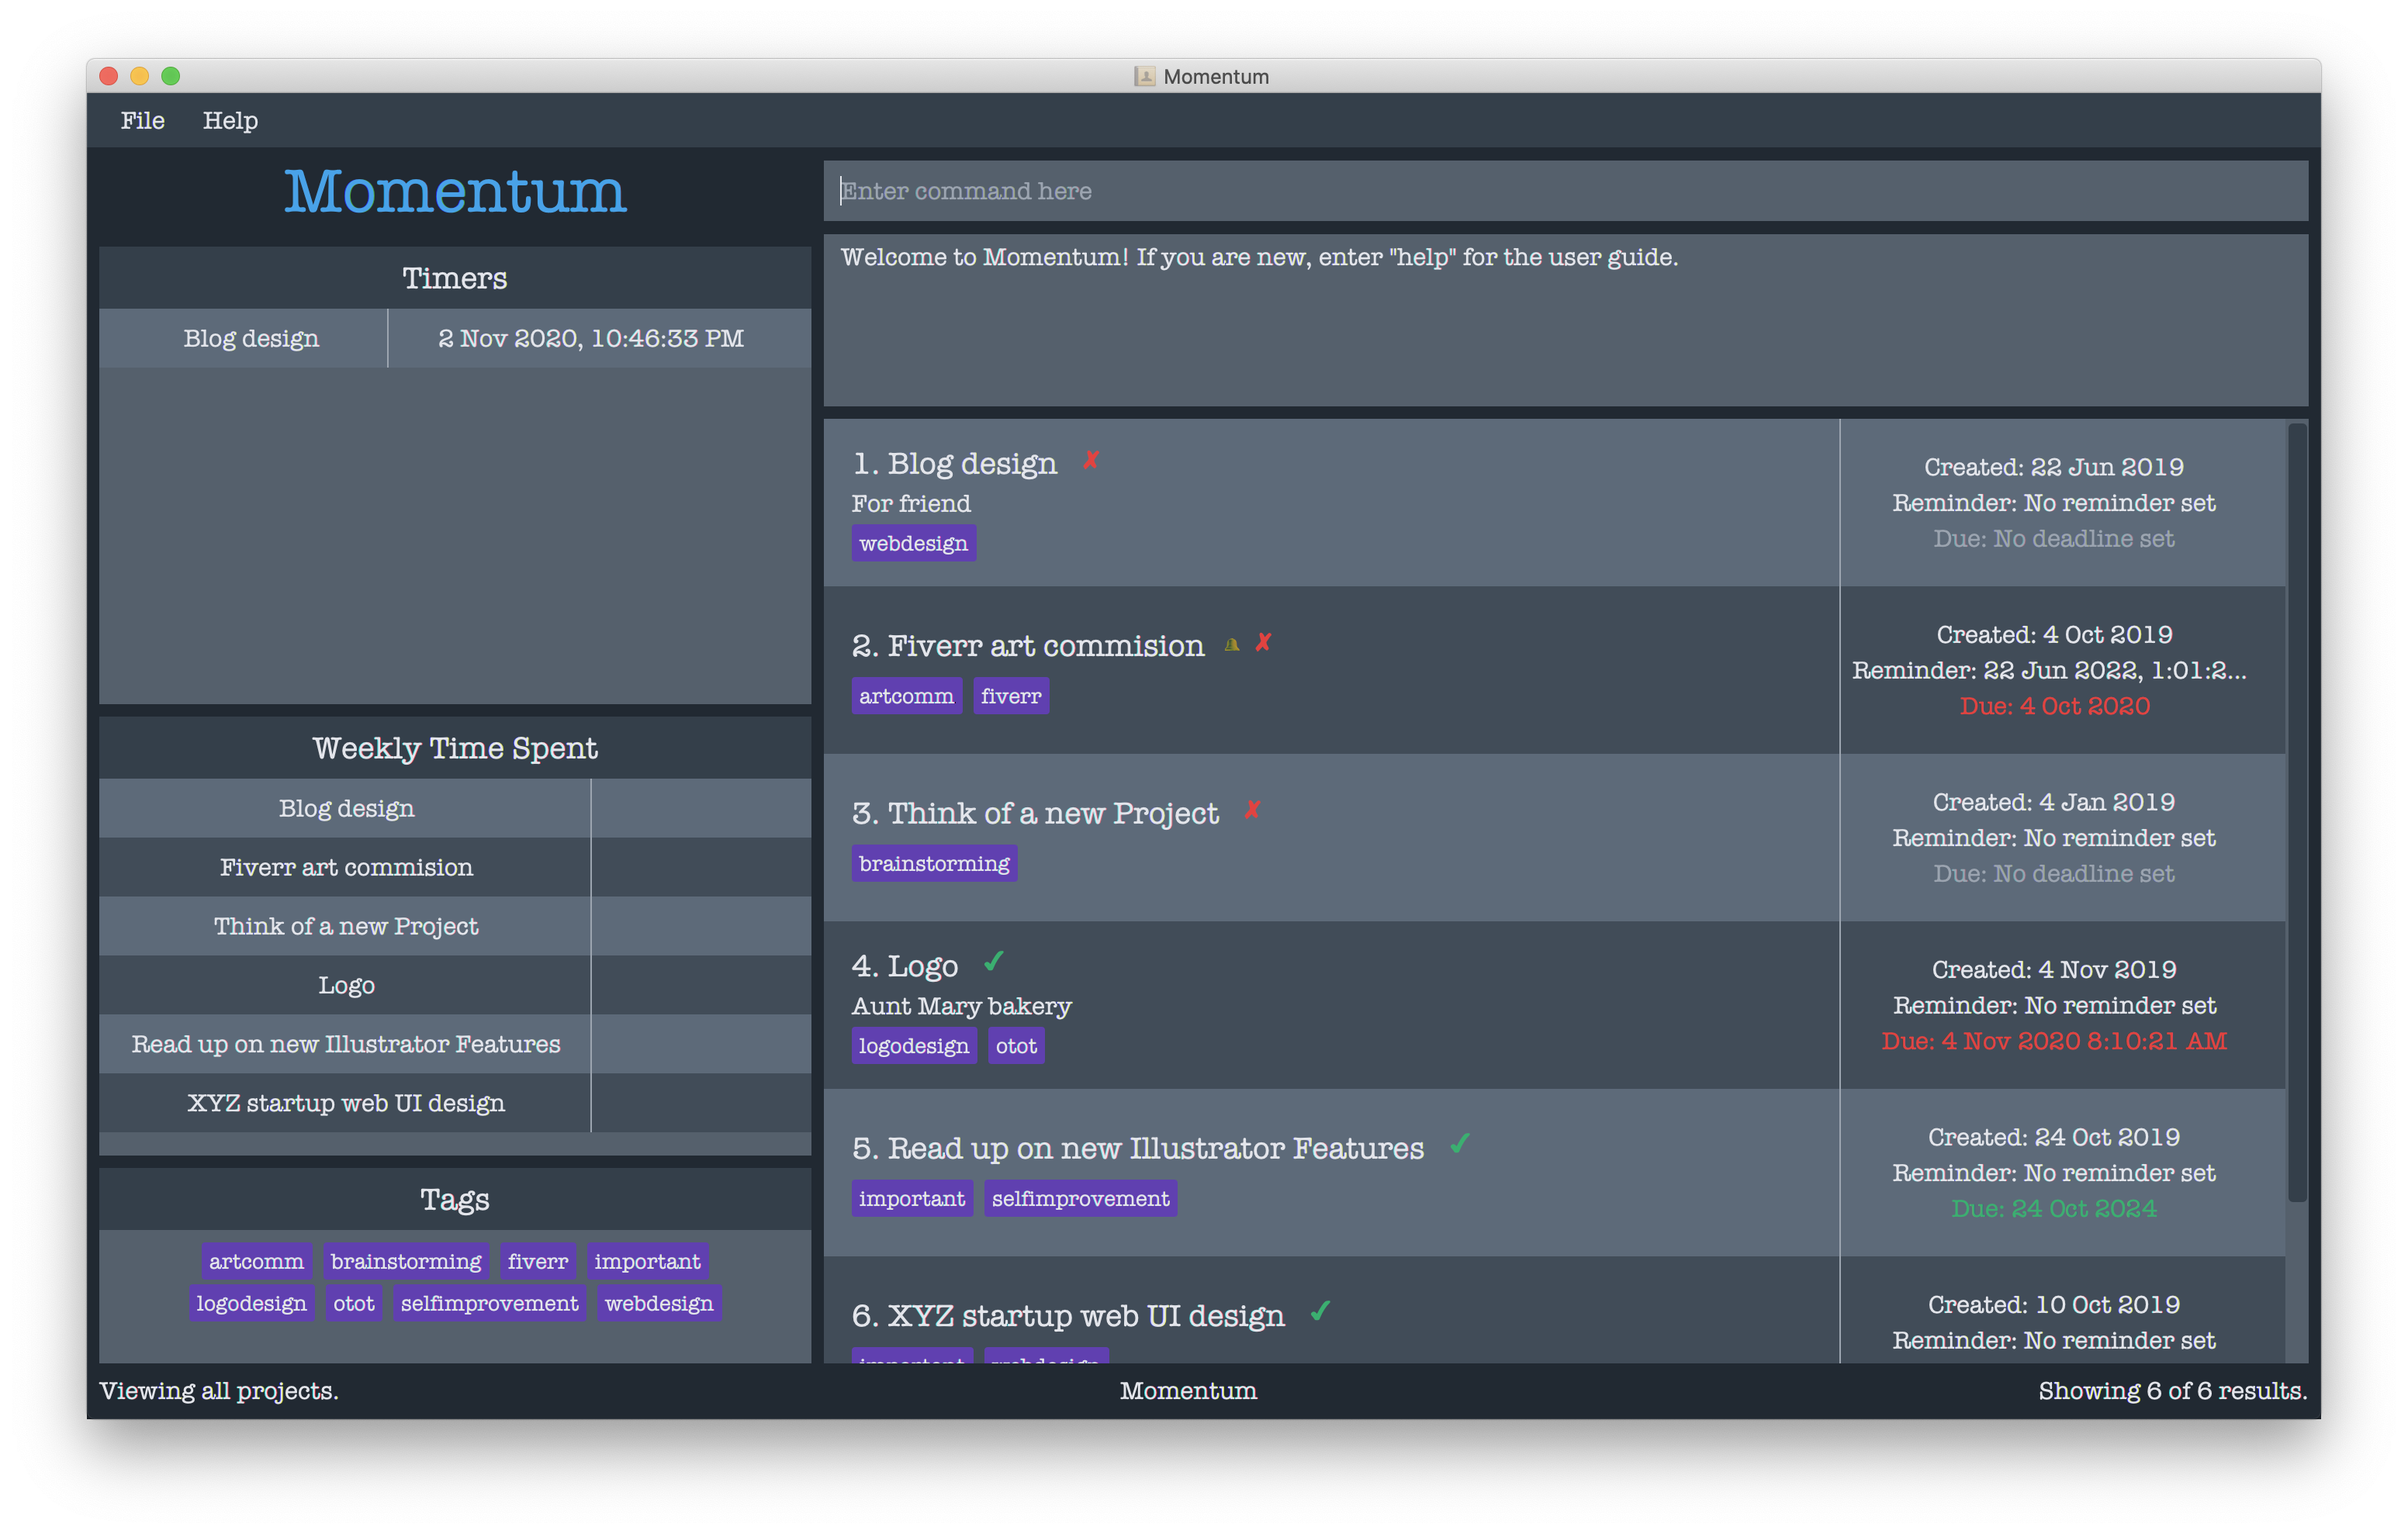 Momentum
File Help
Momentum
Timers
Blog design 2 Nov 2020, 10:46:33 PM
Weekly Time Spent
Blog design
Fiverr art commision
Think of a new Project
Logo
Read up on new Illustrator Features
XYZ startup web UI design
Tags
artcomm brainstorming fiverr important
logodesign otot selfimprovement webdesign
Enter command here
Welcome to Momentum! If you are new, enter "help" for the user guide.
1. Blog design ✘
For friend
webdesign
Created: 22 Jun 2019
Reminder: No reminder set
Due: No deadline set
2. Fiverr art commision 🔔 ✘
artcomm fiverr
Created: 4 Oct 2019
Reminder: 22 Jun 2022, 1:01:2...
Due: 4 Oct 2020
3. Think of a new Project ✘
brainstorming
Created: 4 Jan 2019
Reminder: No reminder set
Due: No deadline set
4. Logo ✔
Aunt Mary bakery
logodesign otot
Created: 4 Nov 2019
Reminder: No reminder set
Due: 4 Nov 2020 8:10:21 AM
5. Read up on new Illustrator Features ✔
important selfimprovement
Created: 24 Oct 2019
Reminder: No reminder set
Due: 24 Oct 2024
6. XYZ startup web UI design ✔
important webdesign
Created: 10 Oct 2019
Reminder: No reminder set
Viewing all projects. Momentum Showing 6 of 6 results.